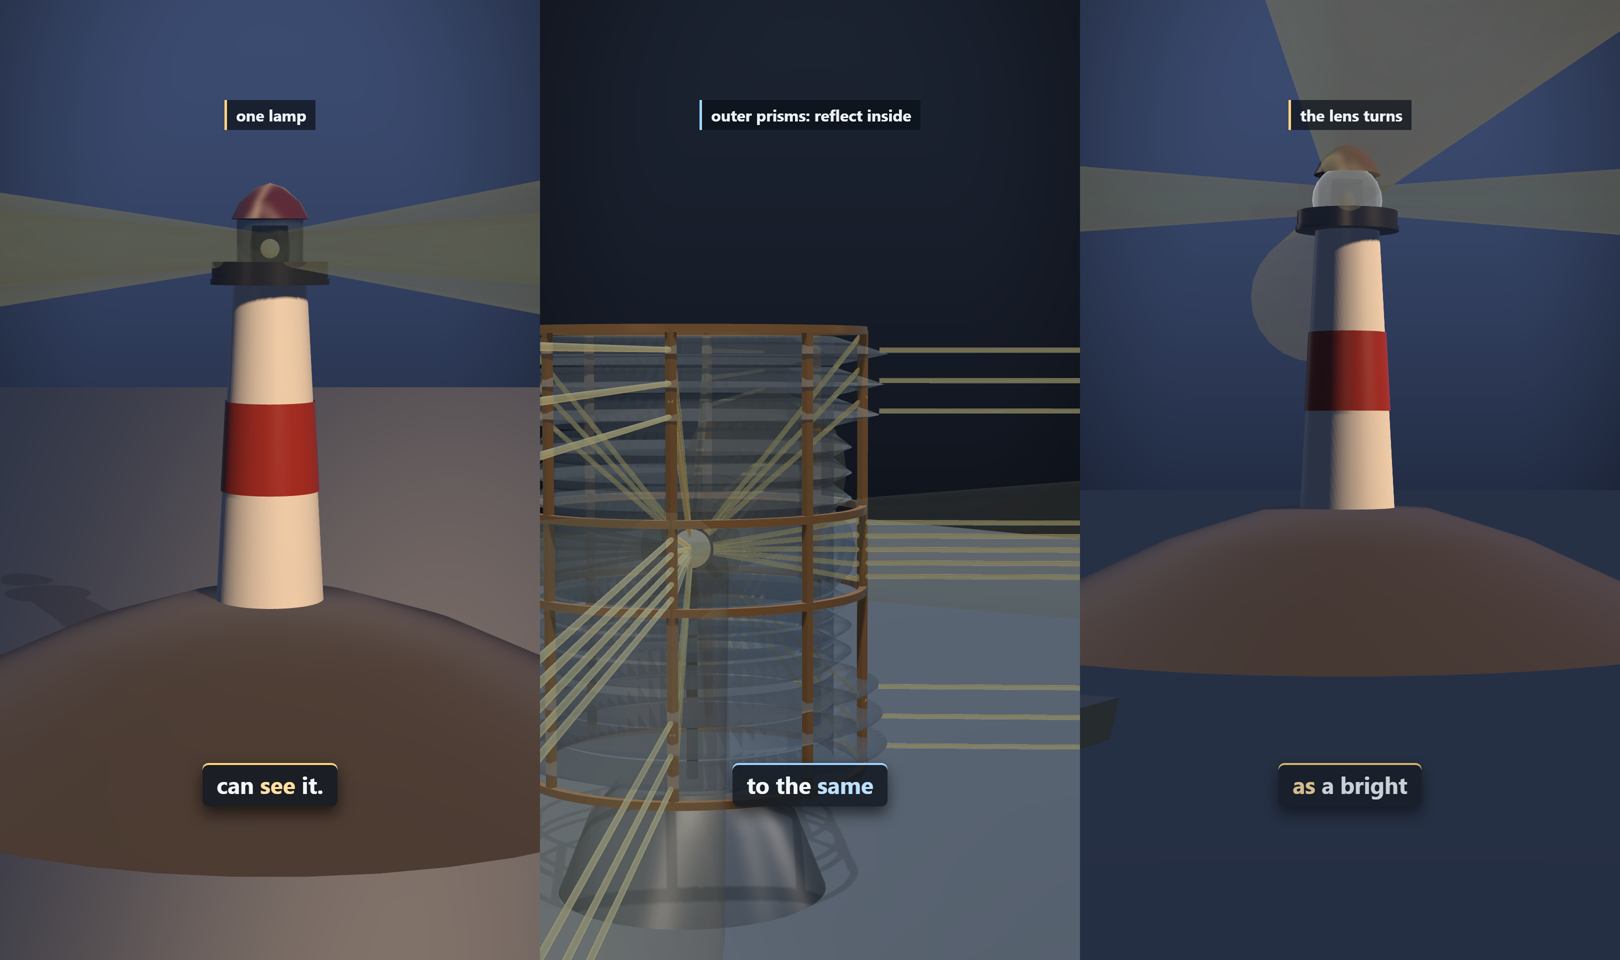 one lamp
can see it.
outer prisms: reflect inside
to the same
the lens turns
as a bright